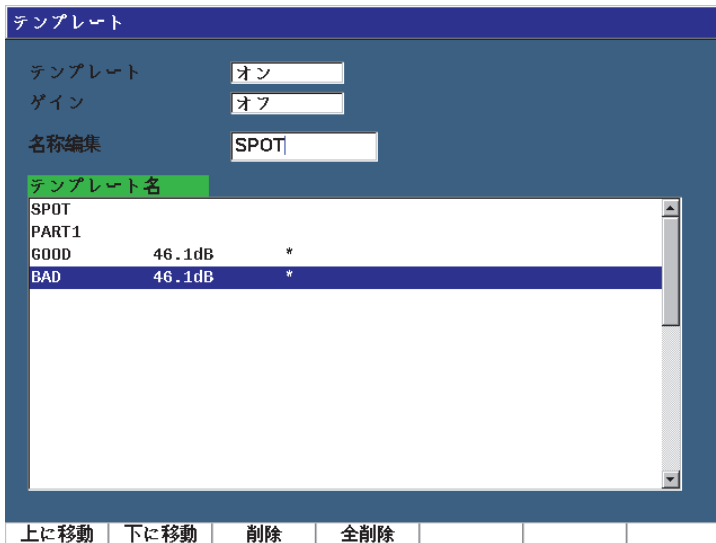 テンプレート
テンプレート オン
ゲイン オフ
名称編集 SPOT
テンプレート名
SPOT
PART1
GOOD 46.1dB *
BAD 46.1dB *
上に移動 下に移動 削除 全削除